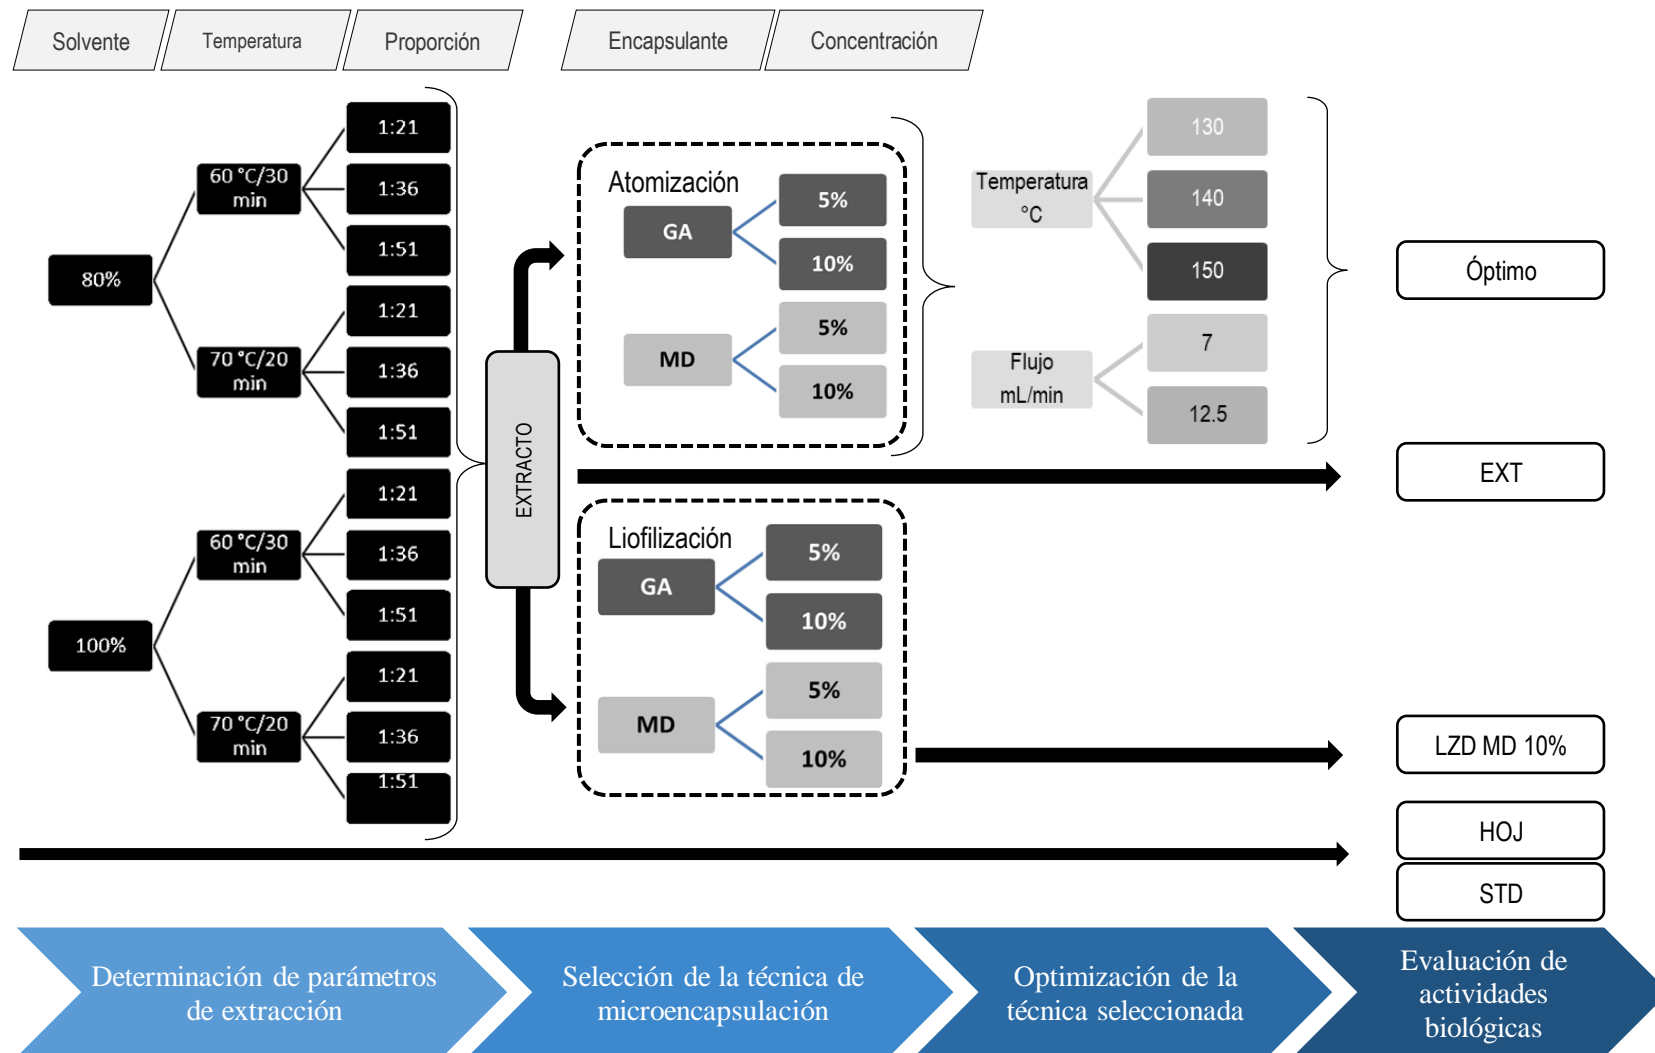 Solvente
Temperatura
Proporción
Encapsulante
Concentración
80%
60 °C/30
min
1:21
1:36
1:51
70 °C/20
min
1:21
1:36
1:51
100%
60 °C/30
min
1:21
1:36
1:51
70 °C/20
min
1:21
1:36
1:51
EXTRACTO
Atomización
GA
5%
10%
MD
5%
10%
Liofilización
GA
5%
10%
MD
5%
10%
Temperatura
°C
130
140
150
Flujo
mL/min
7
12.5
Óptimo
EXT
LZD MD 10%
HOJ
STD
Determinación de parámetros
de extracción
Selección de la técnica de
microencapsulación
Optimización de la
técnica seleccionada
Evaluación de
actividades
biológicas